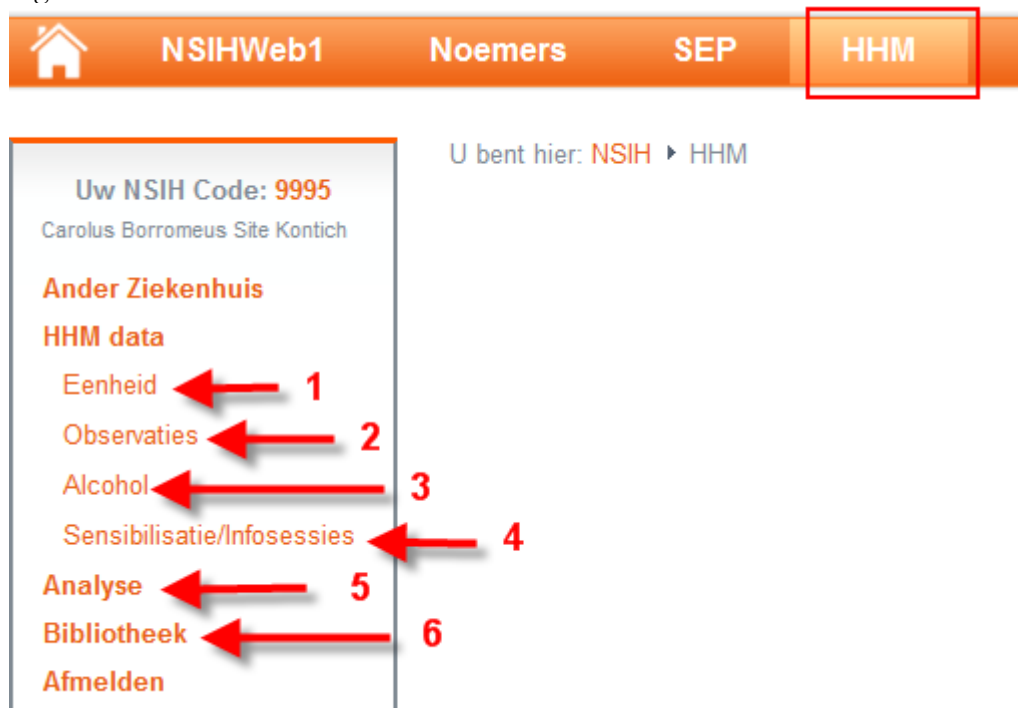 NSIHWeb1 Noemers SEP HHM
U bent hier: NSIH HHM
Uw NSIH Code: 9995
Carolus Borromeus Site Kontich
Ander Ziekenhuis
HHM data
Eenheid 1
Observaties 2
Alcohol 3
Sensibilisatie/Infosessies 4
Analyse 5
Bibliotheek 6
Afmelden